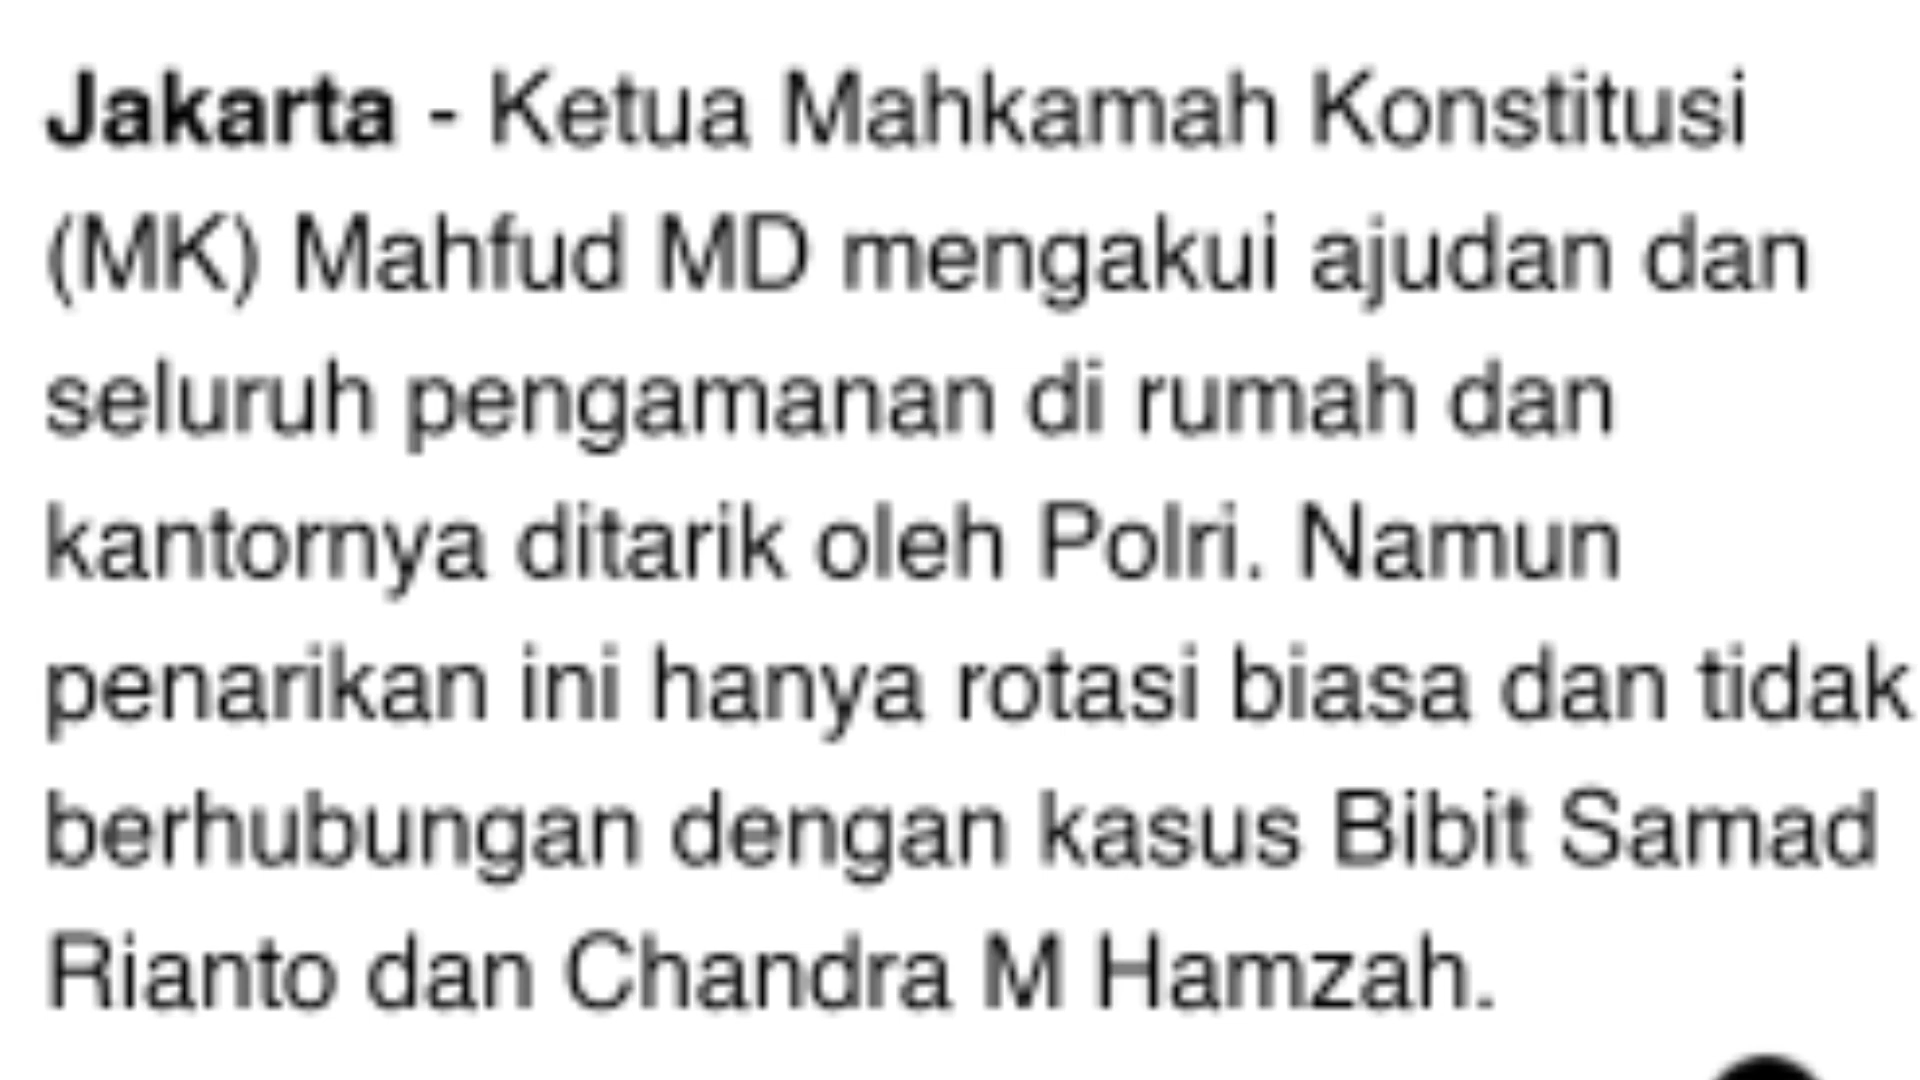 Jakarta - Ketua Mahkamah Konstitusi
(MK) Mahfud MD mengakui ajudan dan
seluruh pengamanan di rumah dan
kantornya ditarik oleh Polri. Namun
penarikan ini hanya rotasi biasa dan tidak
berhubungan dengan kasus Bibit Samad
Rianto dan Chandra M Hamzah.